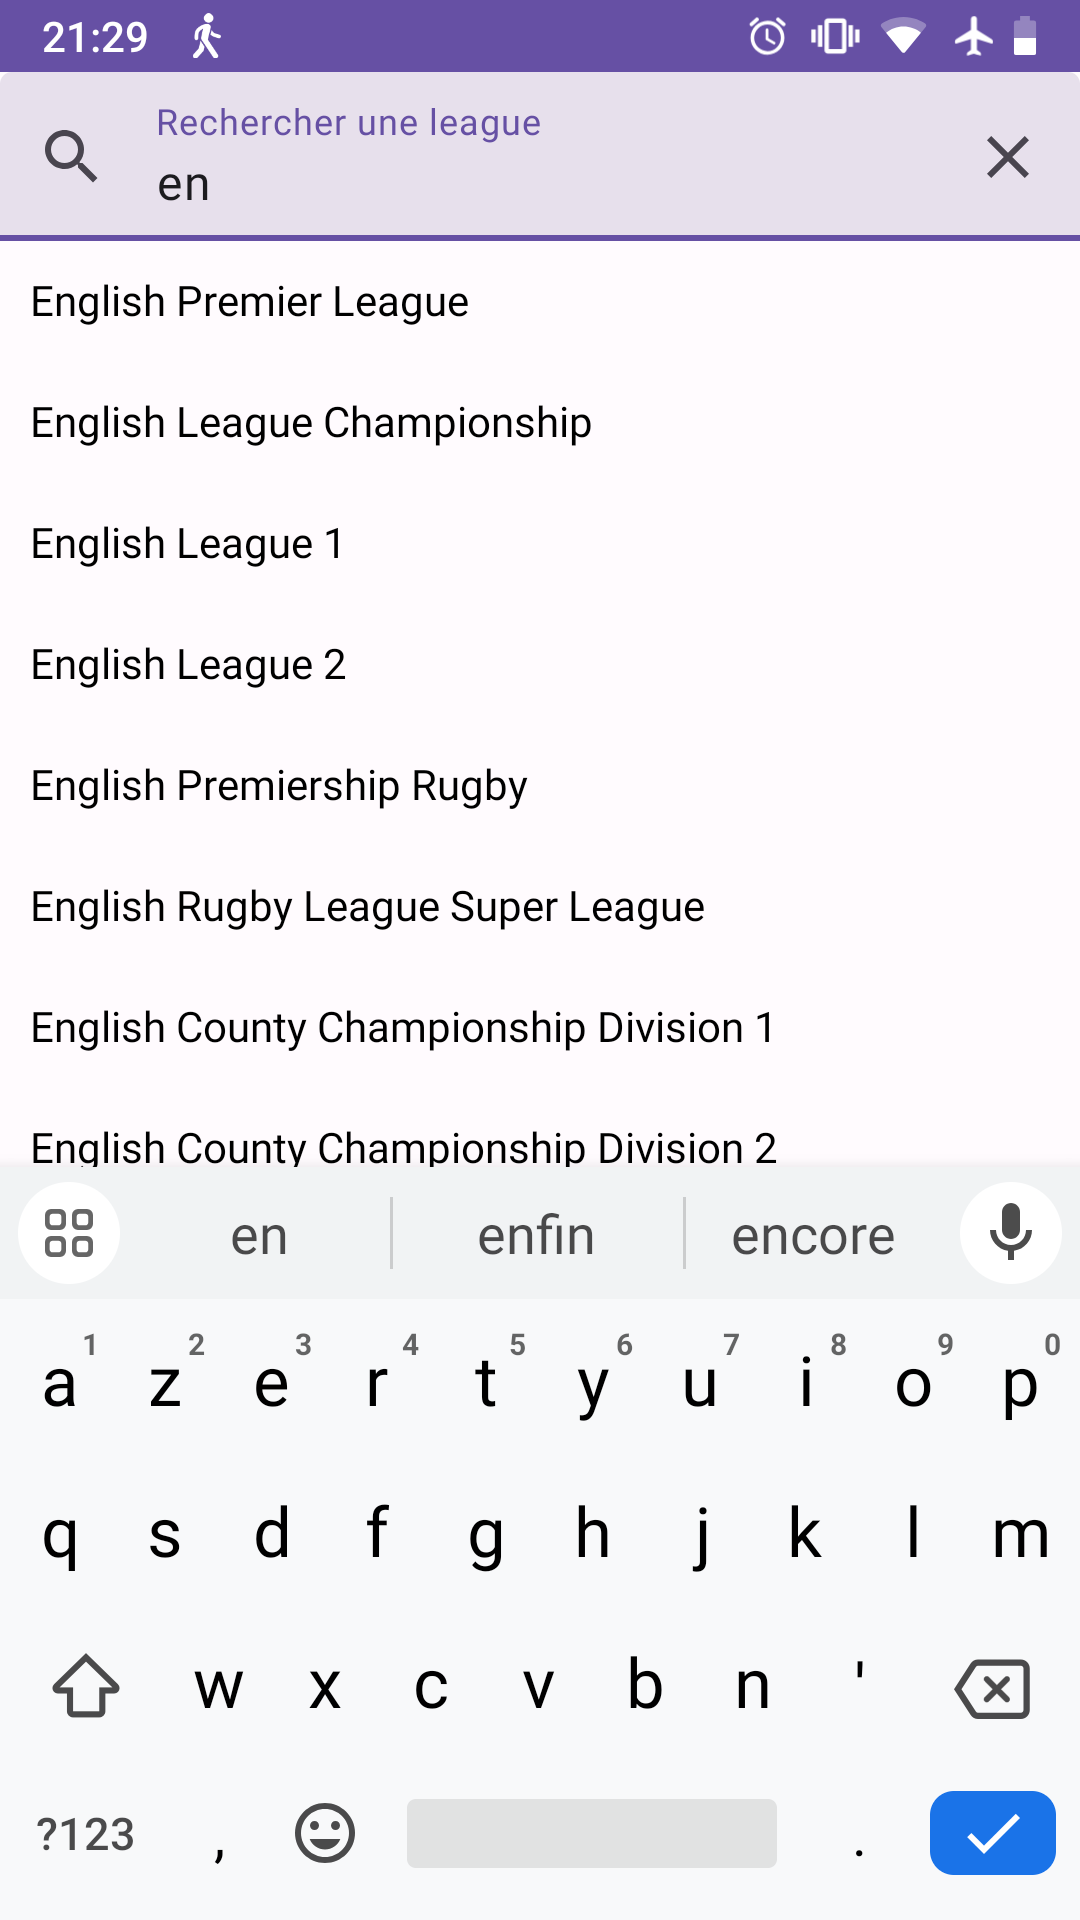 21:29
Rechercher une league
en
English Premier League
English League Championship
English League 1
English League 2
English Premiership Rugby
English Rugby League Super League
English County Championship Division 1
English County Championship Division 2
en enfin encore
1 2 3 4 5 6 7 8 9 0
a z e r t y u i o p
q s d f g h j k l m
w x c v b n '
?123 , .